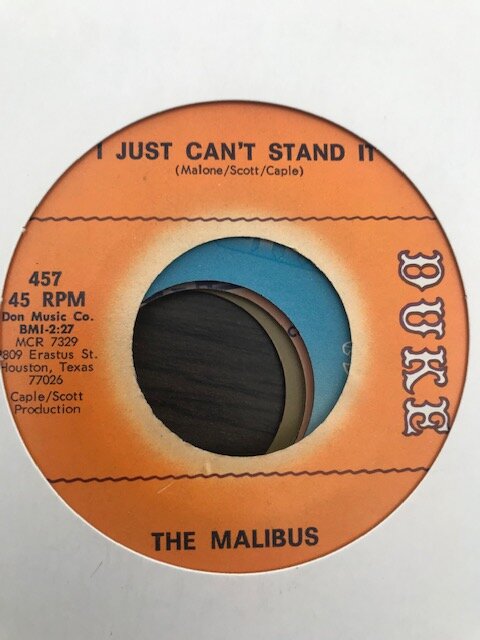 I JUST CAN'T STAND IT
(Malone/Scott/Caple)
457
45 RPM
Don Music Co.
BMI-2:27
MCR 7329
2809 Erastus St.
Houston, Texas
77026
Caple/Scott
Production
DUKE
THE MALIBUS